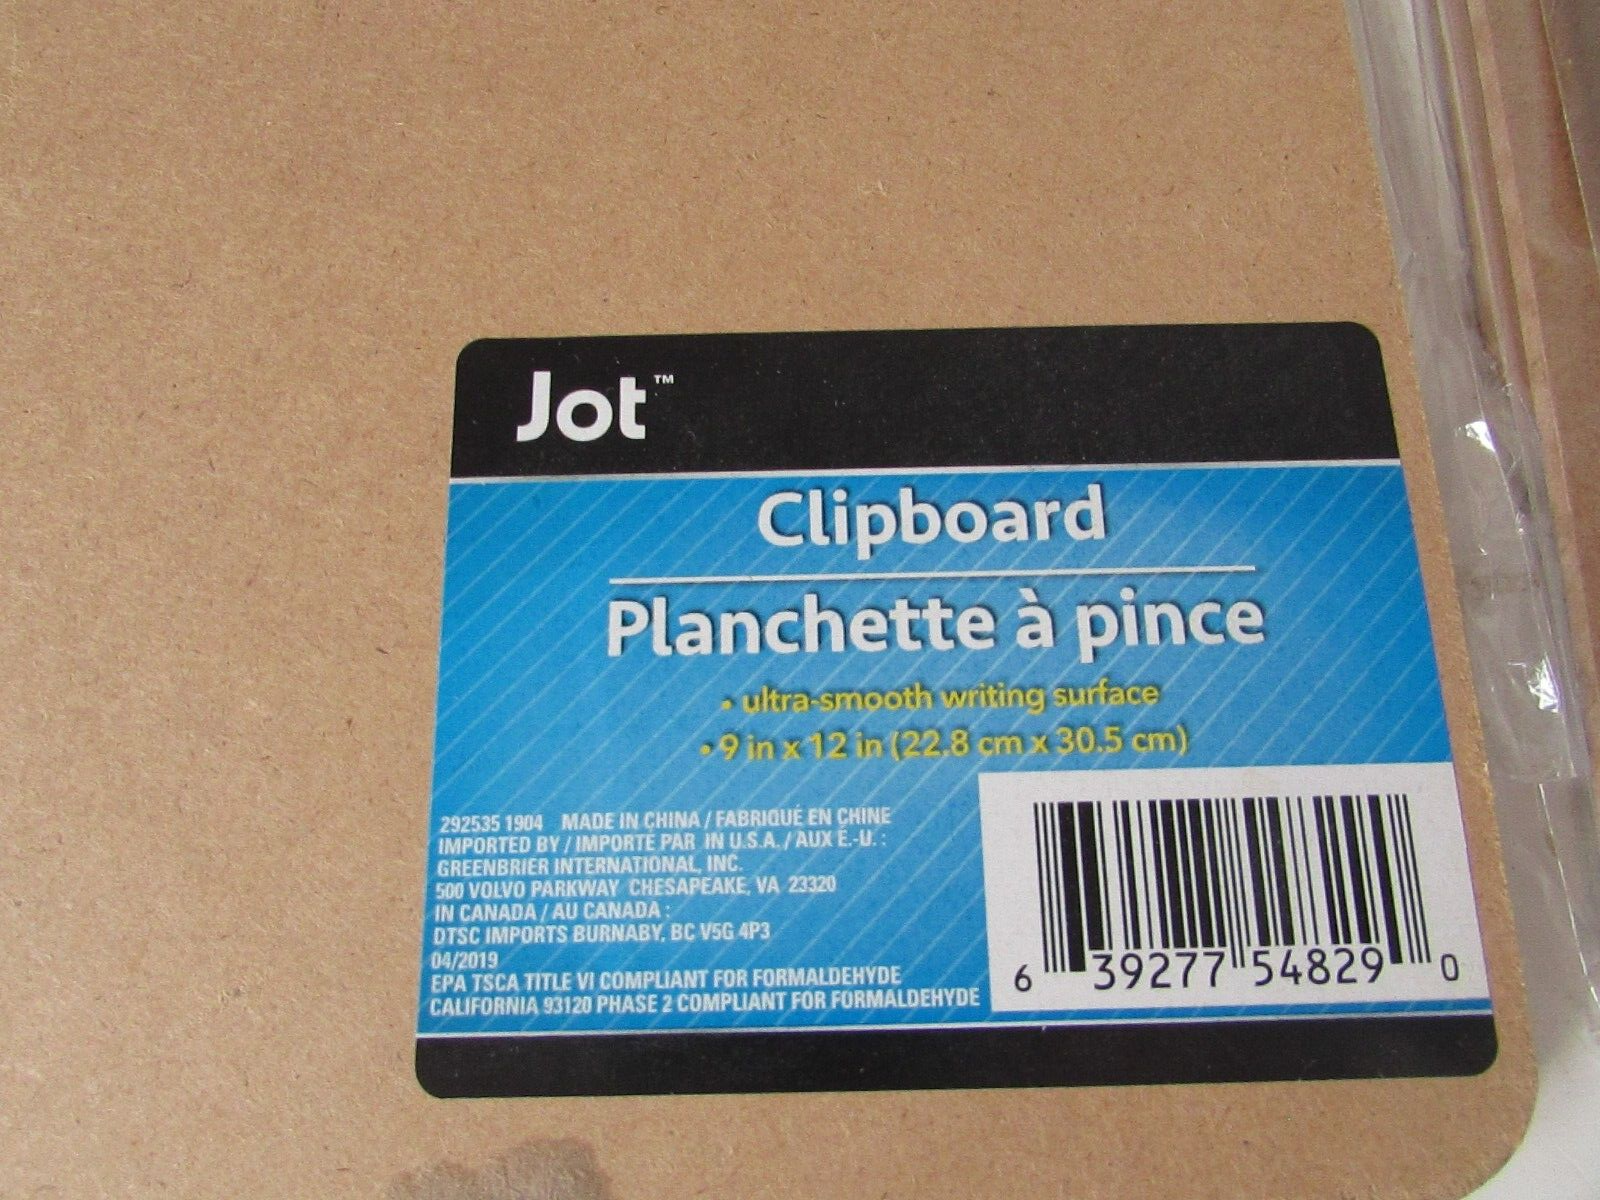 Jot™
Clipboard
Planchette à pince
• ultra-smooth writing surface
• 9 in x 12 in (22.8 cm x 30.5 cm)
292535 1904 MADE IN CHINA / FABRIQUÉ EN CHINE
IMPORTED BY / IMPORTÉ PAR IN U.S.A. / AUX É.-U. :
GREENBRIER INTERNATIONAL, INC.
500 VOLVO PARKWAY CHESAPEAKE, VA 23320
IN CANADA / AU CANADA :
DTSC IMPORTS BURNABY, BC V5G 4P3
04/2019
EPA TSCA TITLE VI COMPLIANT FOR FORMALDEHYDE
CALIFORNIA 93120 PHASE 2 COMPLIANT FOR FORMALDEHYDE
6 39277 54829 0